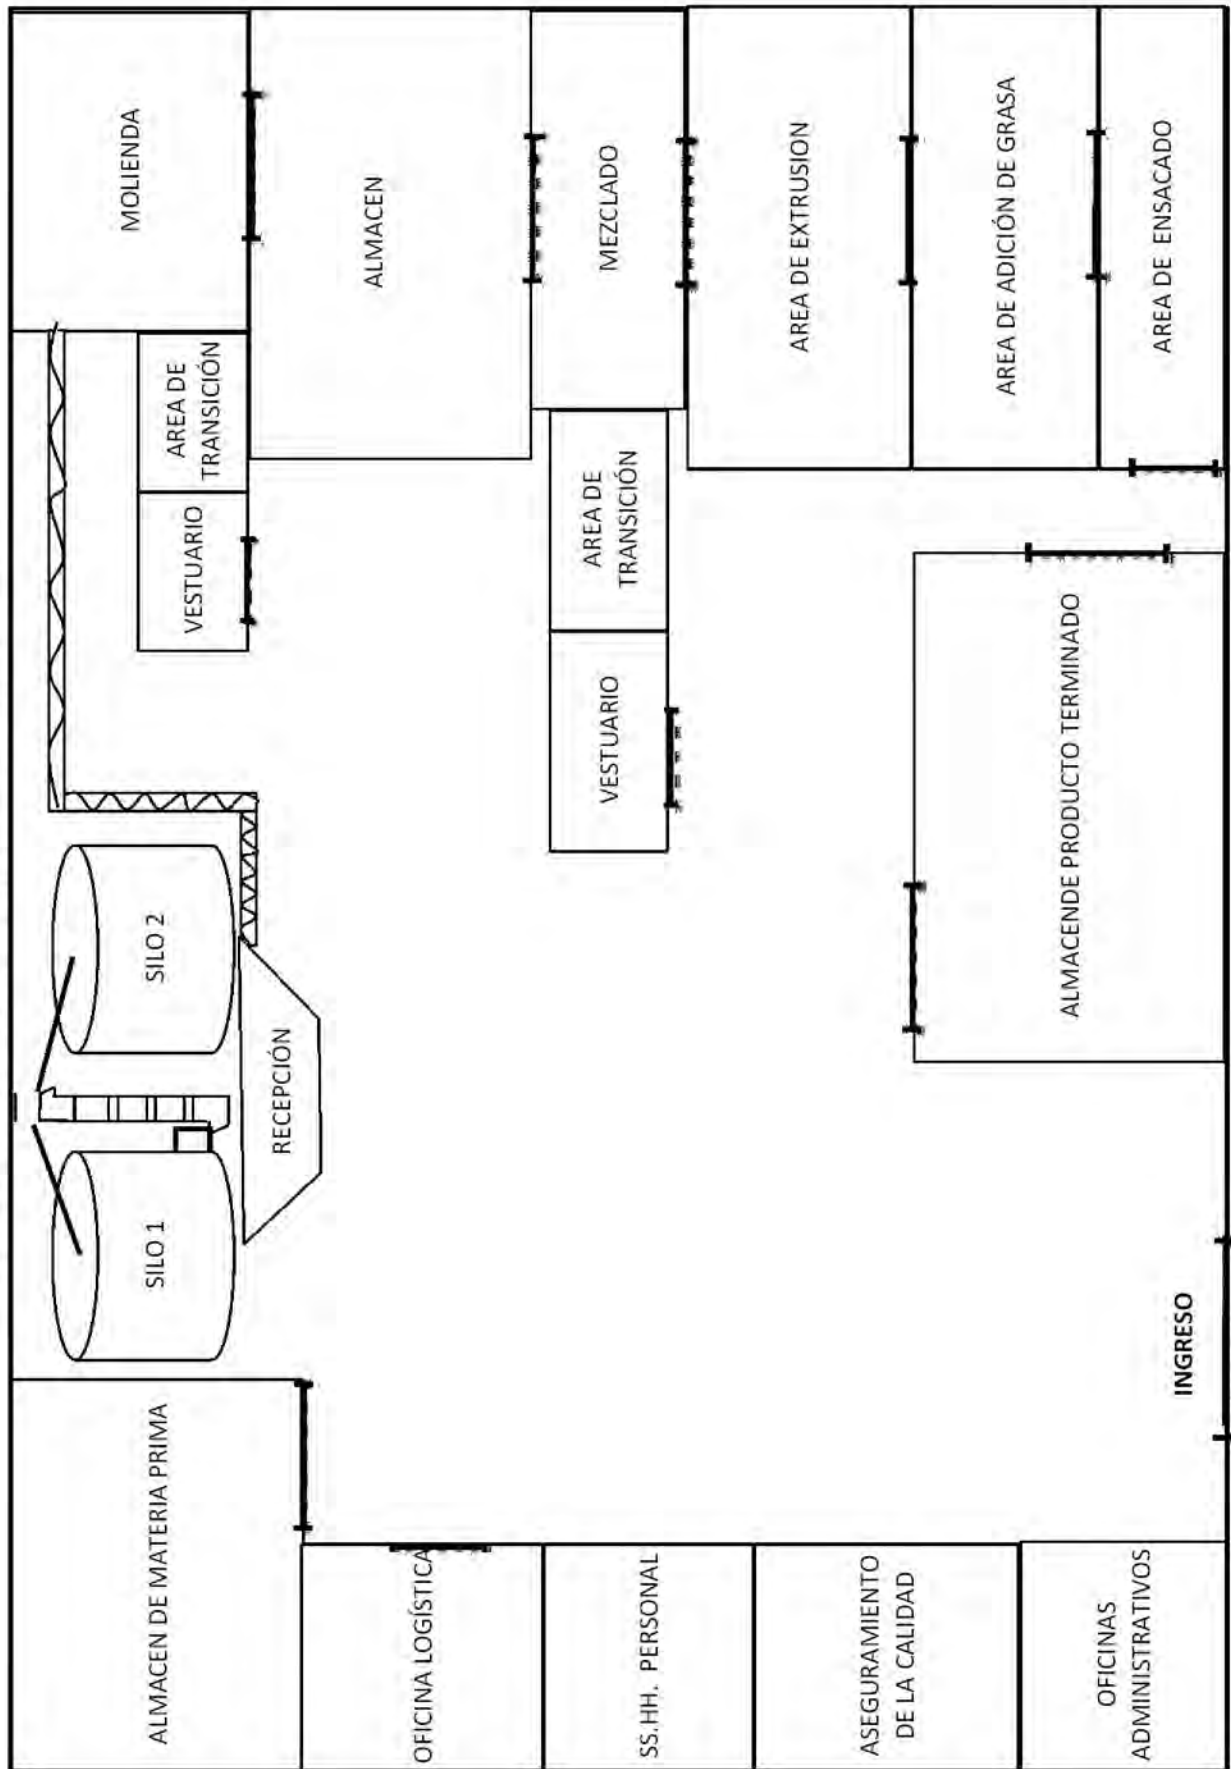 ALMACEN DE MATERIA PRIMA
SILO 1
SILO 2
RECEPCIÓN
VESTUARIO
AREA DE
TRANSICIÓN
MOLIENDA
OFICINA LOGÍSTICA
ALMACEN
SS.HH. PERSONAL
VESTUARIO
AREA DE
TRANSICIÓN
MEZCLADO
ASEGURAMIENTO
DE LA CALIDAD
AREA DE EXTRUSION
OFICINAS
ADMINISTRATIVOS
INGRESO
ALMACENDE PRODUCTO TERMINADO
AREA DE ADICIÓN DE GRASA
AREA DE ENSACADO